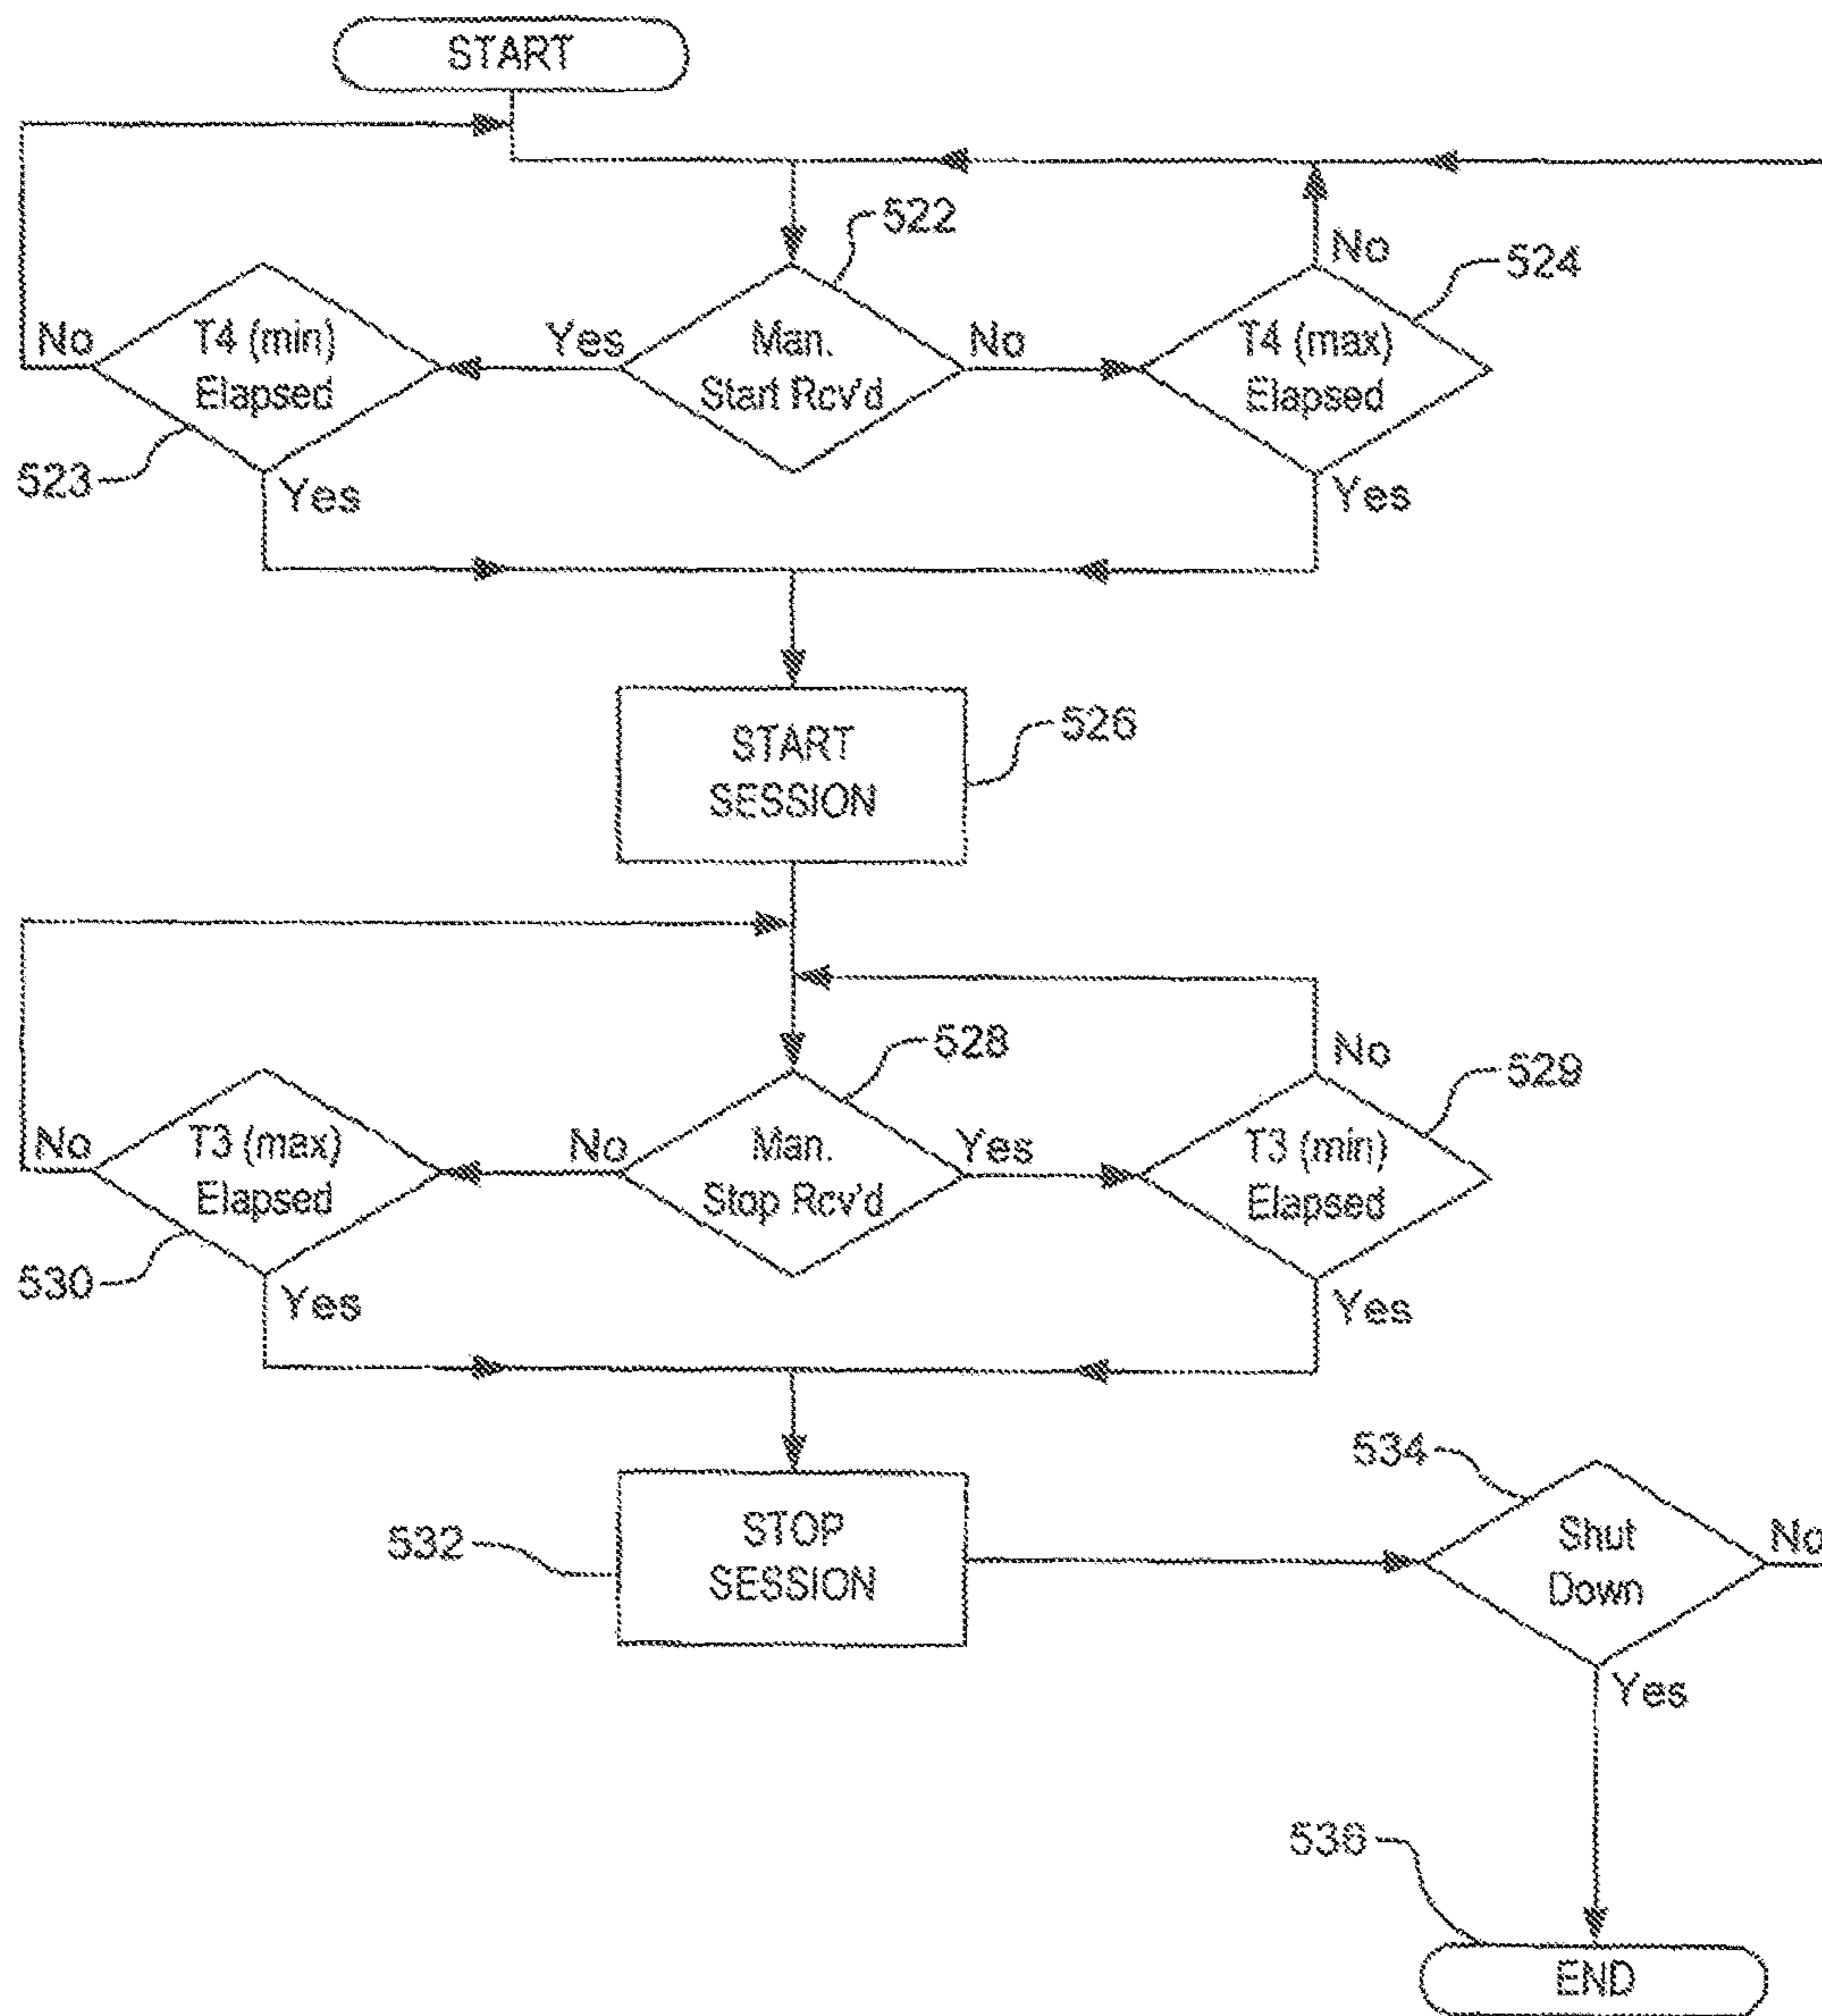 START
522
No
524
No
T4 (min)
Elapsed
Yes
Man.
Start Rcv'd
No
T4 (max)
Elapsed
523
Yes
Yes
START
SESSION
526
528
No
529
No
T3 (max)
Elapsed
No
Man.
Stop Rcv'd
Yes
T3 (min)
Elapsed
530
Yes
Yes
534
532
STOP
SESSION
Shut
Down
No
Yes
536
END